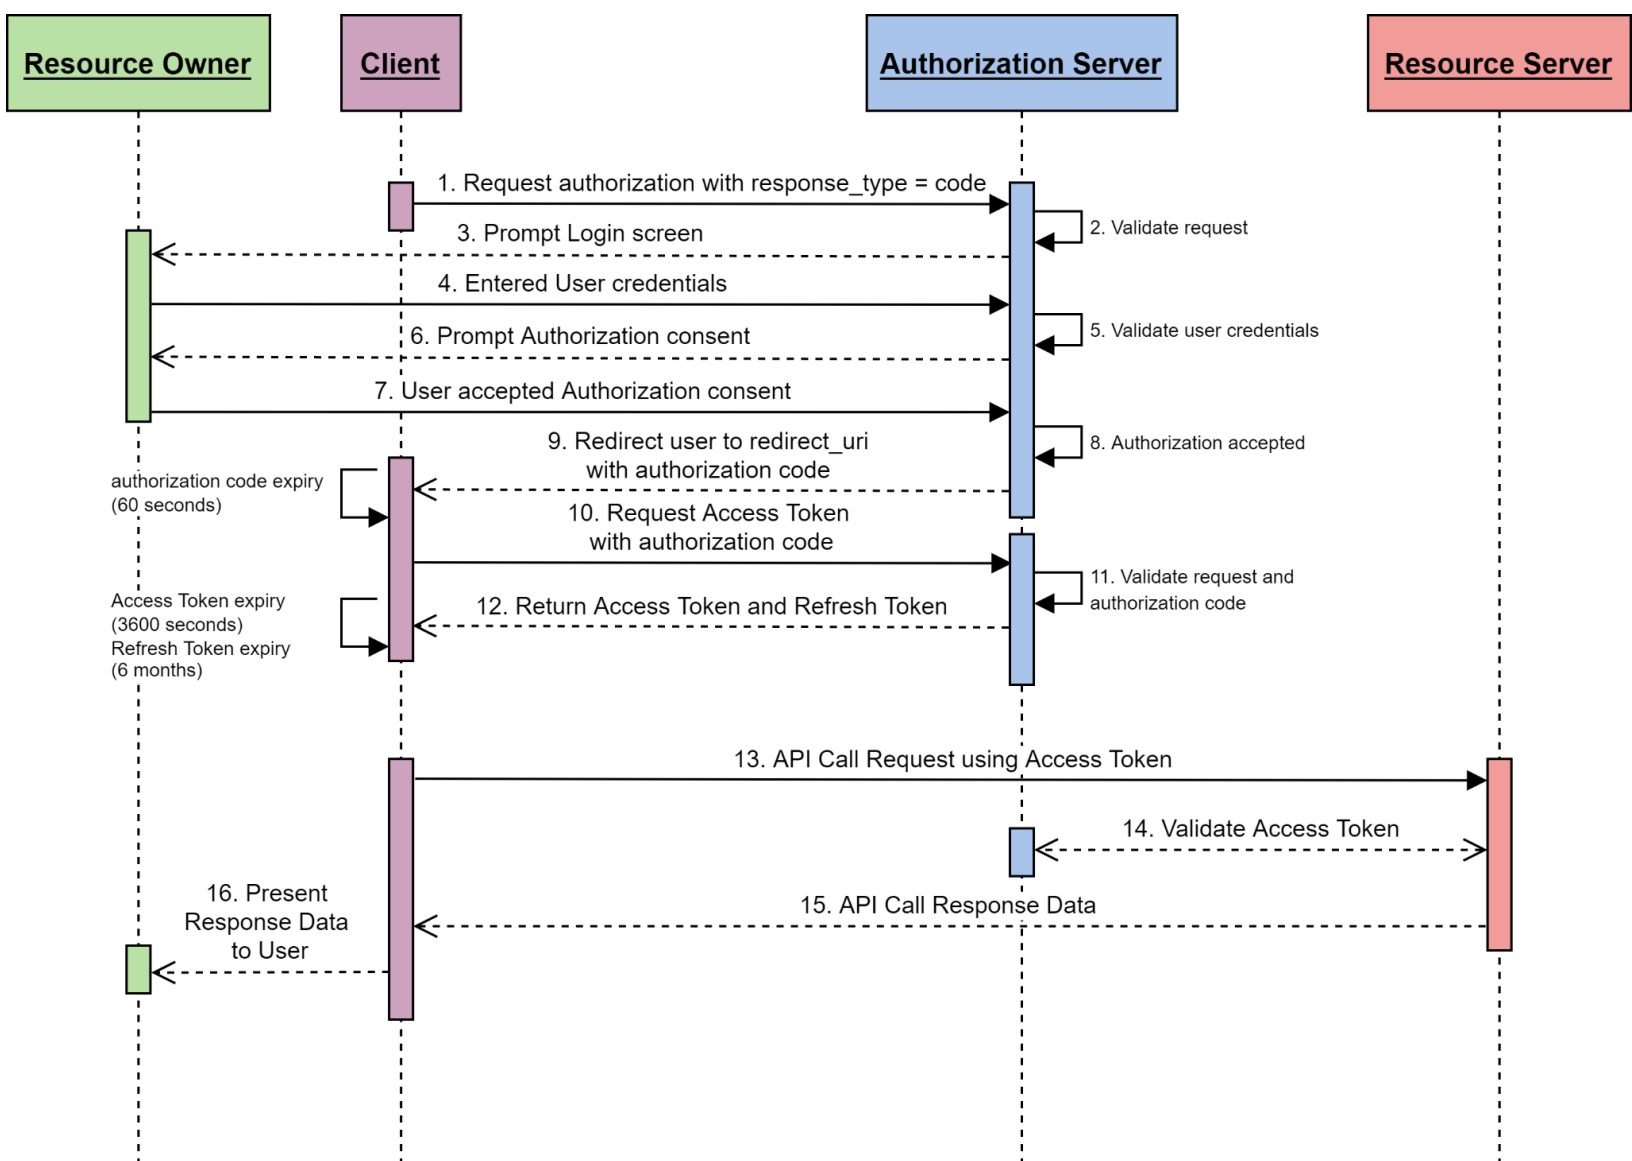 Resource Owner
Client
Authorization Server
Resource Server
1. Request authorization with response_type = code
2. Validate request
3. Prompt Login screen
4. Entered User credentials
5. Validate user credentials
6. Prompt Authorization consent
7. User accepted Authorization consent
8. Authorization accepted
9. Redirect user to redirect_uri
with authorization code
authorization code expiry
(60 seconds)
10. Request Access Token
with authorization code
11. Validate request and
authorization code
12. Return Access Token and Refresh Token
Access Token expiry
(3600 seconds)
Refresh Token expiry
(6 months)
13. API Call Request using Access Token
14. Validate Access Token
15. API Call Response Data
16. Present
Response Data
to User